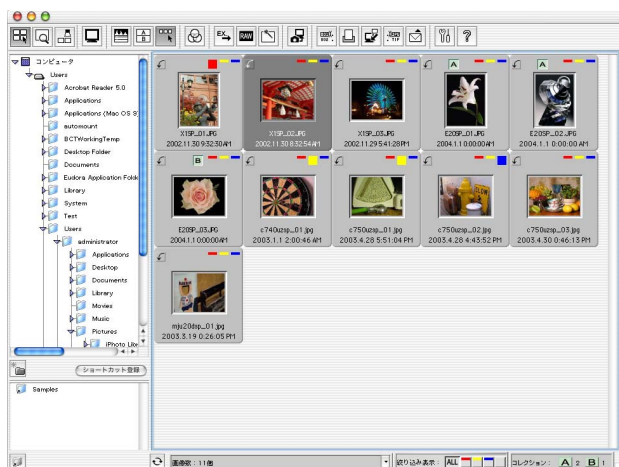 EX
RAW
?
コンピュータ
Users
Acrobat Reader 5.0
Applications
Applications (Mac OS 9)
automount
BCTWorkingTemp
Desktop Folder
Documents
Eudora Application Folde
Library
System
Test
Users
administrator
Applications
Desktop
Documents
Library
Movies
Music
Pictures
iPhoto Libr
ショートカット登録
Samples
X1SP_01.JPG
2002.11.30 9:32:30 AM
X1SP_02.JPG
2002.11.30 8:32:54 AM
X1SP_03.JPG
2002.11.29 5:41:28 PM
A
E20SP_01.JPG
2004.1.1 0:00:00 AM
A
E20SP_02.JPG
2004.1.1 0:00:00 AM
B
E20SP_03.JPG
2004.1.1 0:00:00 AM
c740uzsp_01.jpg
2003.1.1 2:00:46 AM
c750uzsp_01.jpg
2003.4.28 5:51:04 PM
c750uzsp_02.jpg
2003.4.28 4:43:52 PM
c750uzsp_03.jpg
2003.4.30 0:46:13 PM
mju20dsp_01.jpg
2003.3.19 0:26:05 PM
画像数：11個
絞り込み表示：
ALL
コレクション：
A 2
B 1